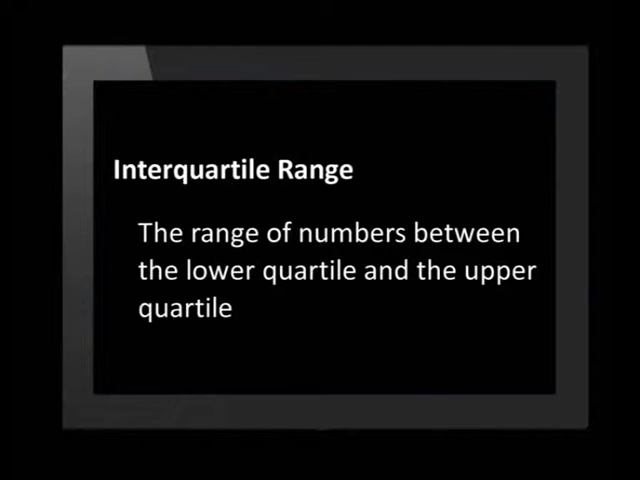 Interquartile Range
The range of numbers between
the lower quartile and the upper
quartile